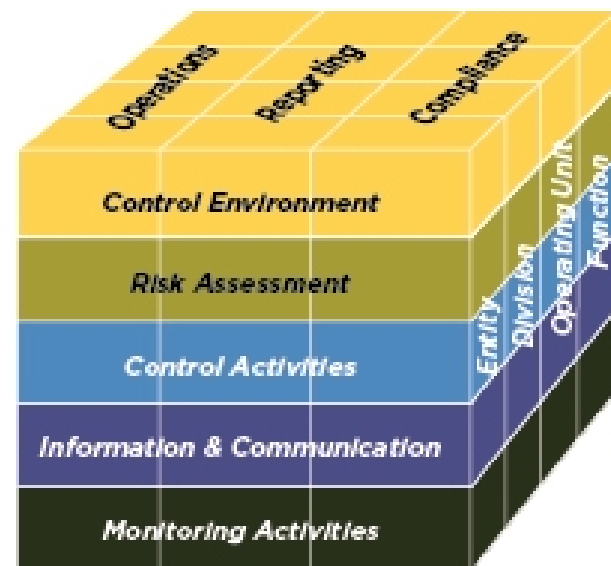 Operations
Reporting
Compliance
Control Environment
Risk Assessment
Control Activities
Information & Communication
Monitoring Activities
Entity
Division
Operating Unit
Function